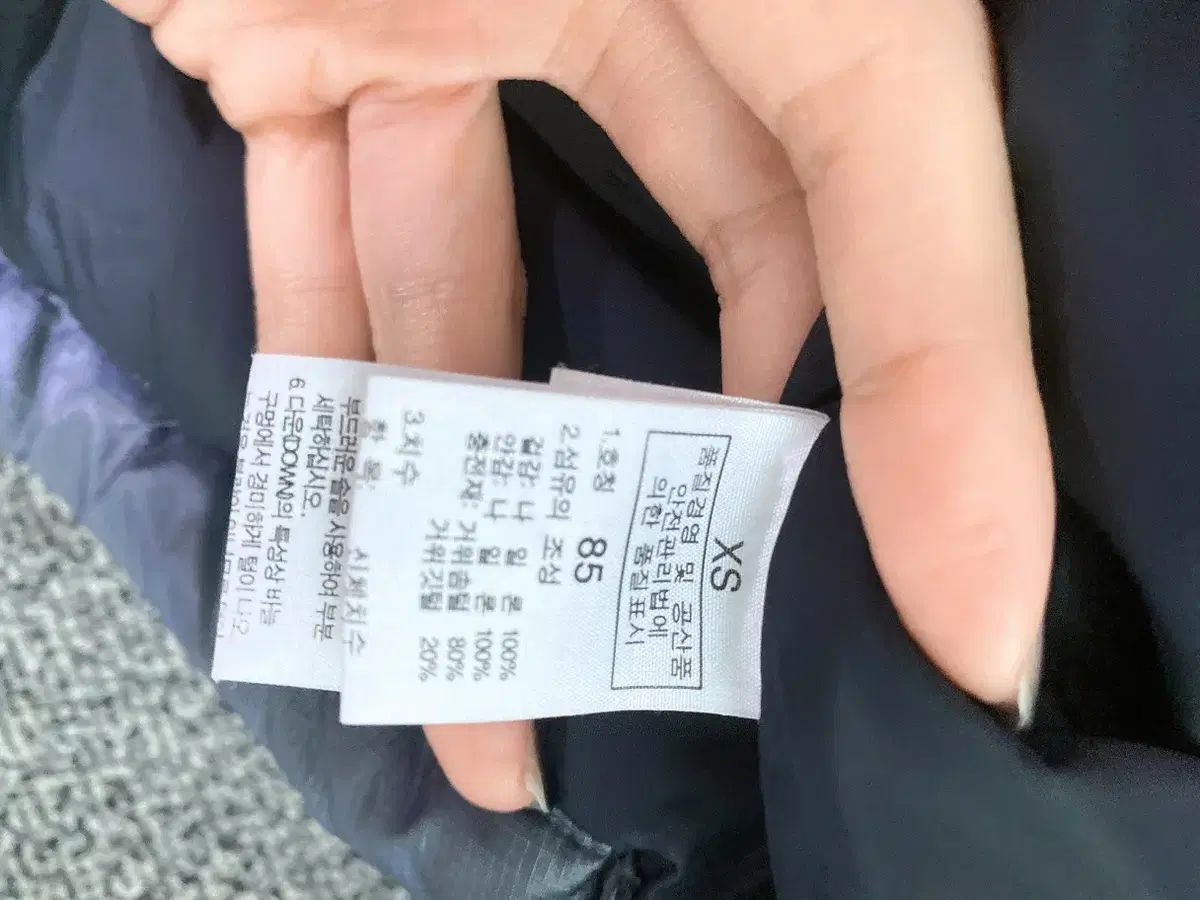 XS
품질경영 및 공산품
안전관리법에
의한 품질표시
1.호칭 85
2.섬유의 조성
겉감: 나 일 론 100%
안감: 나 일 론 100%
충전재: 거위솜털 80%
거위깃털 20%
3.치수
신체치수
부드러운 솔을 사용하여 부분
세탁하십시오.
6.다운(DOWN)의 특성상 바늘
구멍에서 경미하게 털이 나오